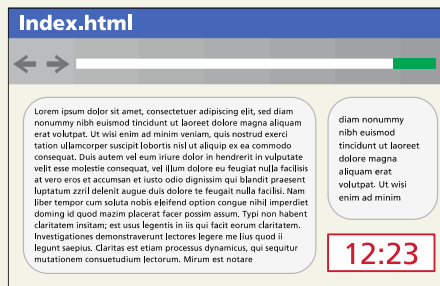 Index.html
Lorem ipsum dolor sit amet, consectetuer adipiscing elit, sed diam
nonummy nibh euismod tincidunt ut laoreet dolore magna aliquam
erat volutpat. Ut wisi enim ad minim veniam, quis nostrud exerci
tation ullamcorper suscipit lobortis nisl ut aliquip ex ea commodo
consequat. Duis autem vel eum iriure dolor in hendrerit in vulputate
velit esse molestie consequat, vel illum dolore eu feugiat nulla facilisis
at vero eros et accumsan et iusto odio dignissim qui blandit praesent
luptatum zzril delenit augue duis dolore te feugait nulla facilisi. Nam
liber tempor cum soluta nobis eleifend option congue nihil imperdiet
doming id quod mazim placerat facer possim assum. Typi non habent
claritatem insitam; est usus legentis in iis qui facit eorum claritatem.
Investigationes demonstraverunt lectores legere me lius quod ii
legunt saepius. Claritas est etiam processus dynamicus, qui sequitur
mutationem consuetudium lectorum. Mirum est notare
diam nonummy
nibh euismod
tincidunt ut laoreet
dolore magna
aliquam erat
volutpat. Ut wisi
enim ad minim
12:23